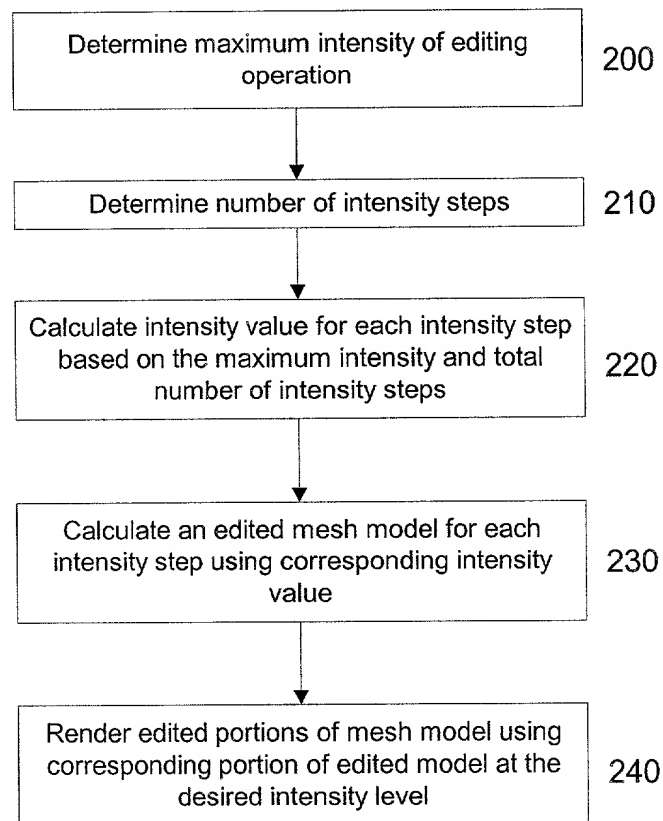 Determine maximum intensity of editing
operation
200
Determine number of intensity steps
210
Calculate intensity value for each intensity step
based on the maximum intensity and total
number of intensity steps
220
Calculate an edited mesh model for each
intensity step using corresponding intensity
value
230
Render edited portions of mesh model using
corresponding portion of edited model at the
desired intensity level
240